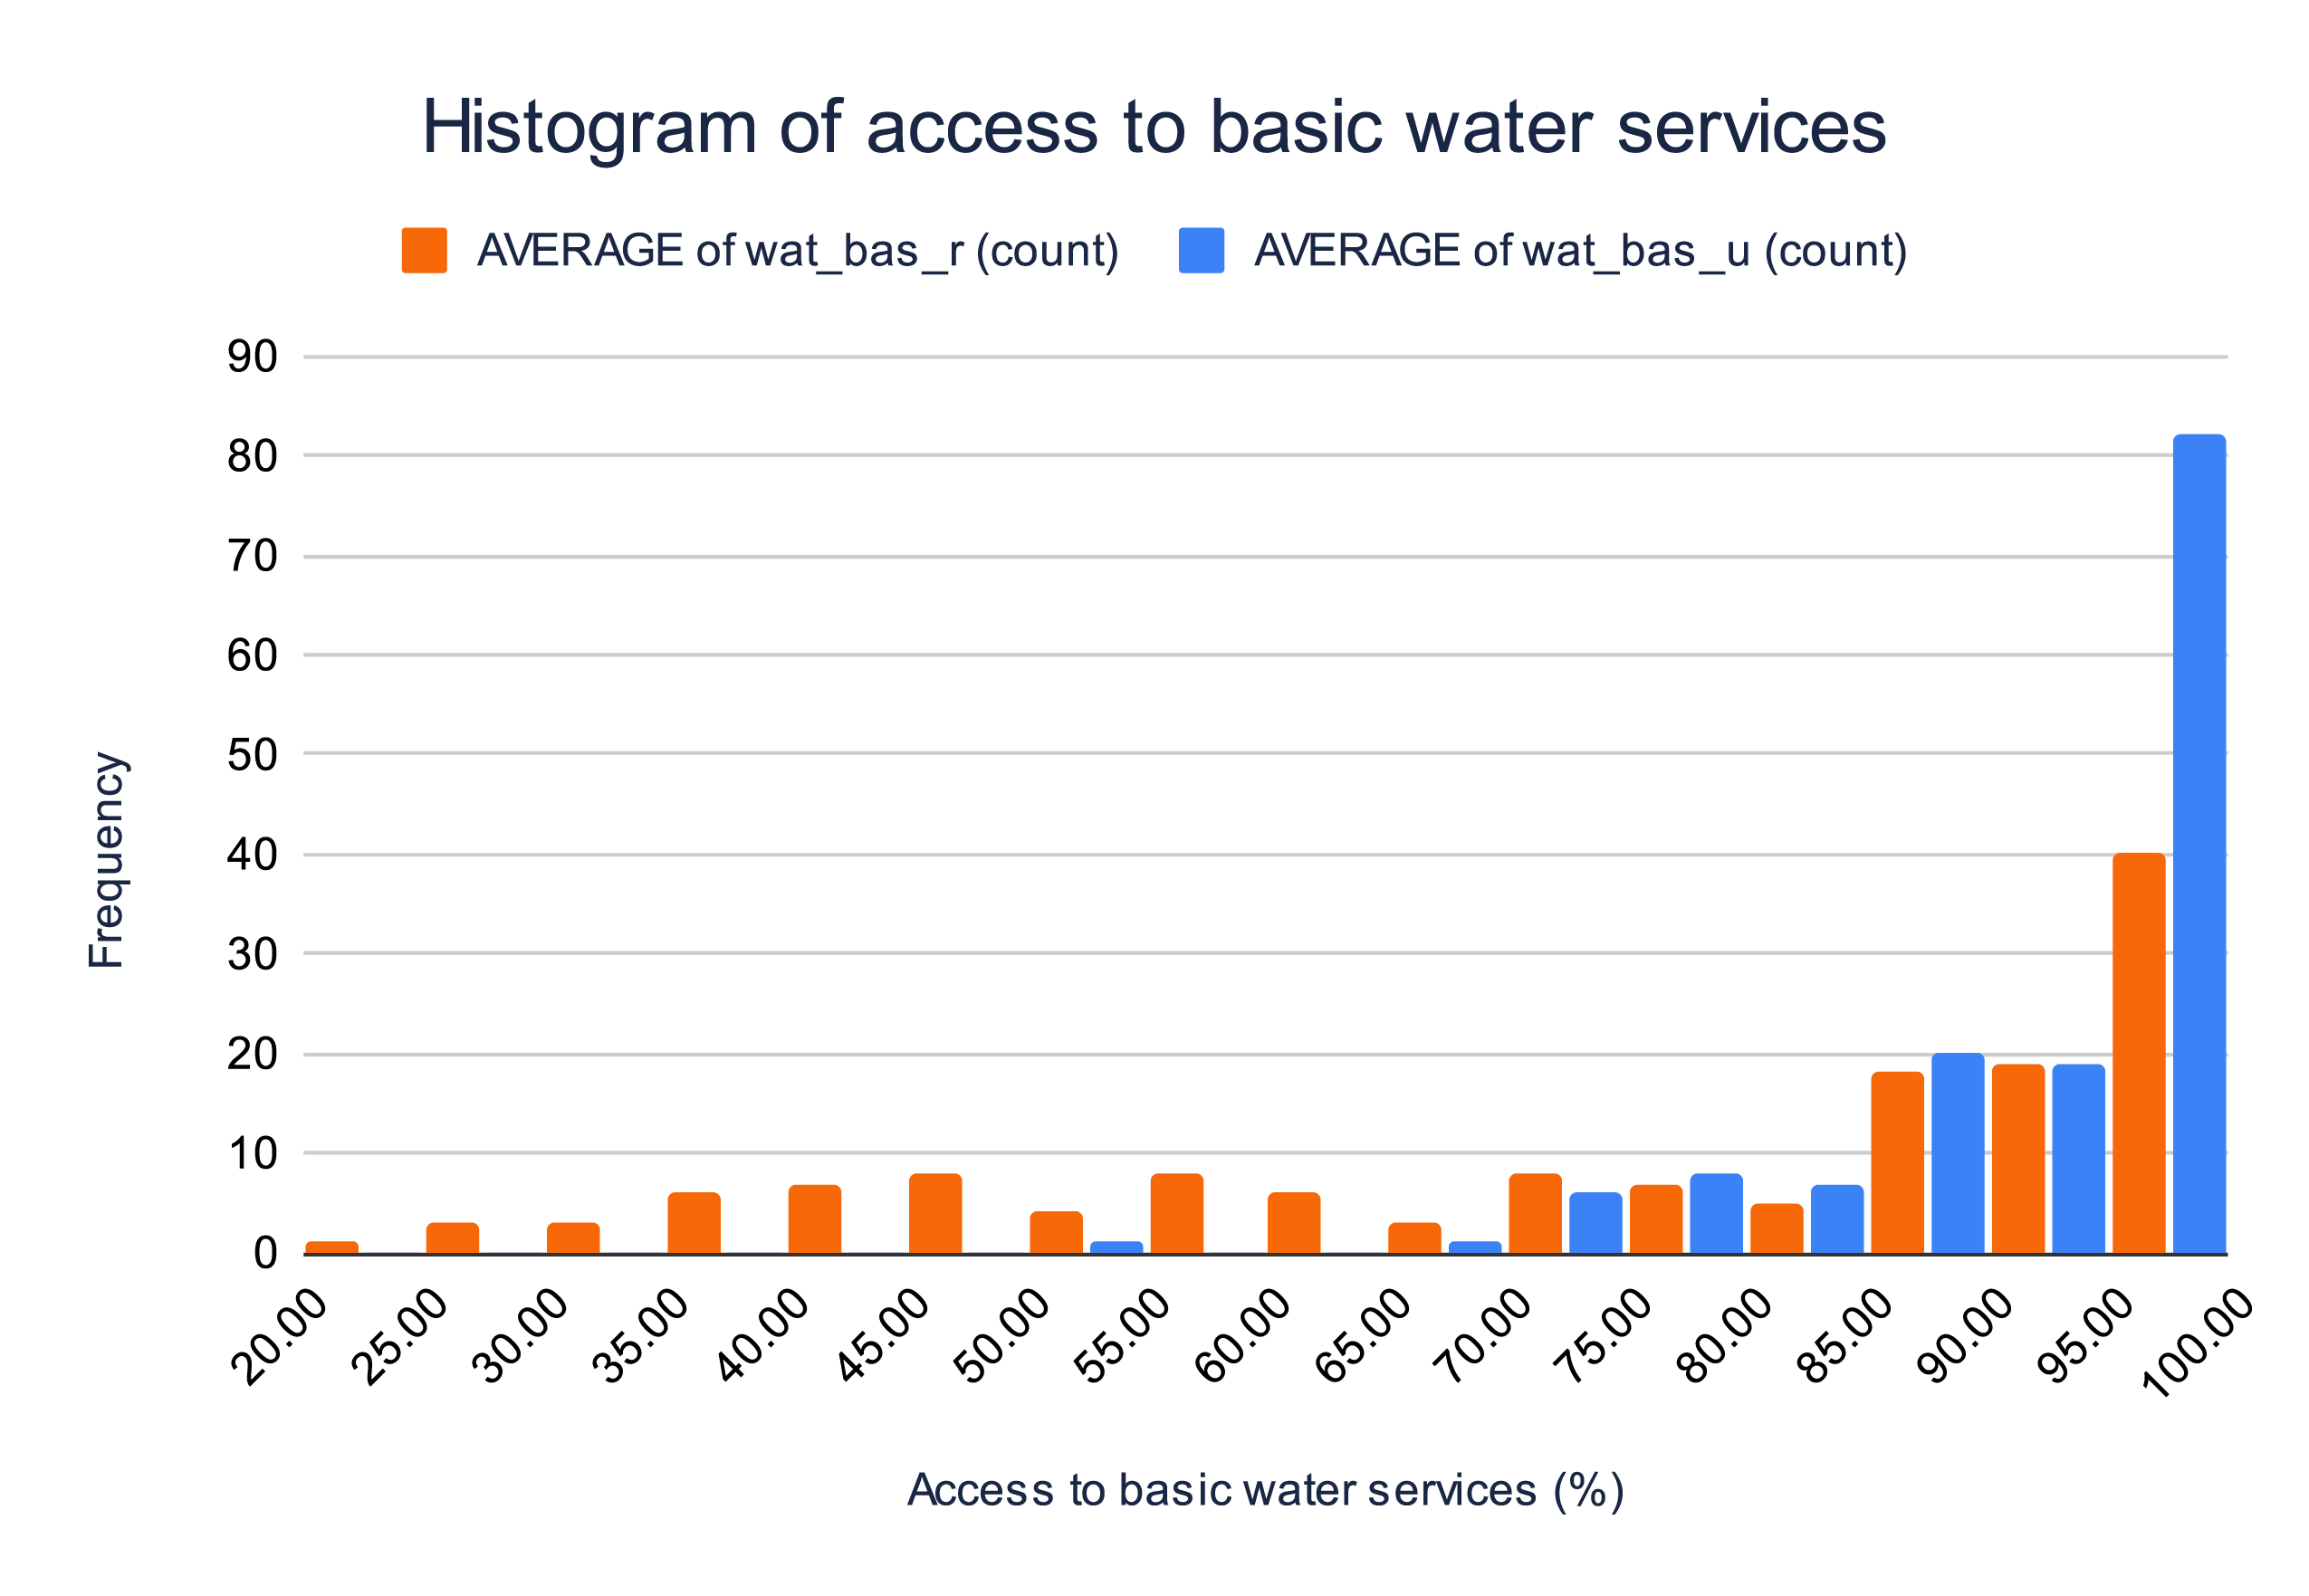 Histogram of access to basic water services
AVERAGE of wat_bas_r (count) AVERAGE of wat_bas_u (count)
90
80
70
60
50
40
30
20
10
0
Frequency
20.00 25.00 30.00 35.00 40.00 45.00 50.00 55.00 60.00 65.00 70.00 75.00 80.00 85.00 90.00 95.00 100.00
Access to basic water services (%)